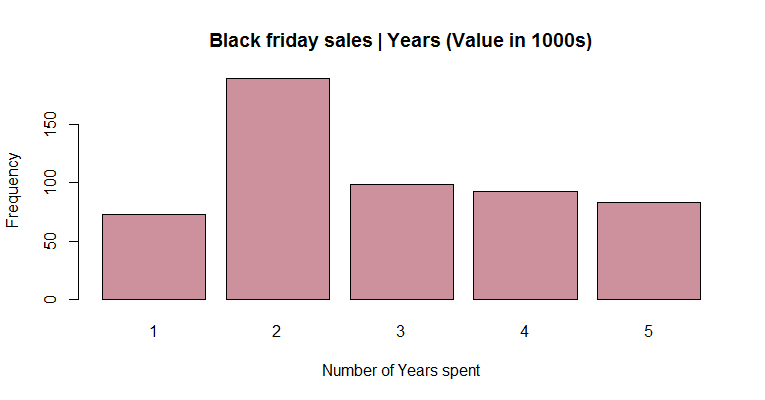 Black friday sales | Years (Value in 1000s)
Frequency
150
100
50
0
1 2 3 4 5
Number of Years spent